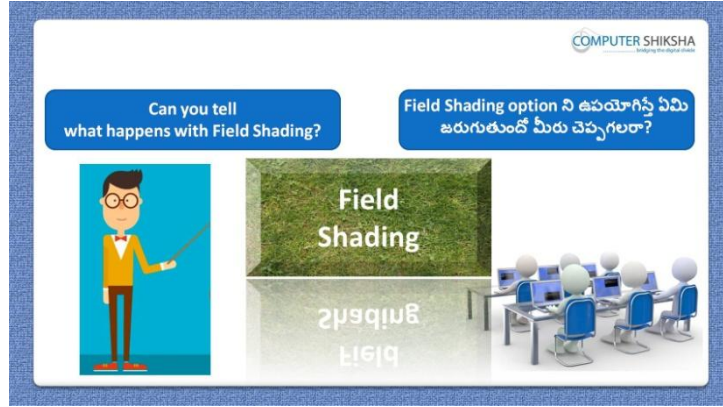 COMPUTER SHIKSHA
bridging the digital divide
Can you tell
what happens with Field Shading?
Field Shading option ని ఉపయోగిస్తే ఏమి
జరుగుతుందో మీరు చెప్పగలరా?
Field
Shading